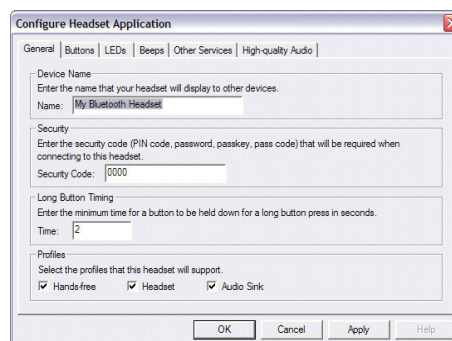 Configure Headset Application
General Buttons LEDs Beeps Other Services High-quality Audio
Device Name
Enter the name that your headset will display to other devices.
Name: My Bluetooth Headset
Security
Enter the security code (PIN code, password, passkey, pass code) that will be required when
connecting to this headset.
Security Code: 0000
Long Button Timing
Enter the minimum time for a button to be held down for a long button press in seconds.
Time: 2
Profiles
Select the profiles that this headset will support.
Hands-free Headset Audio Sink
OK Cancel Apply Help